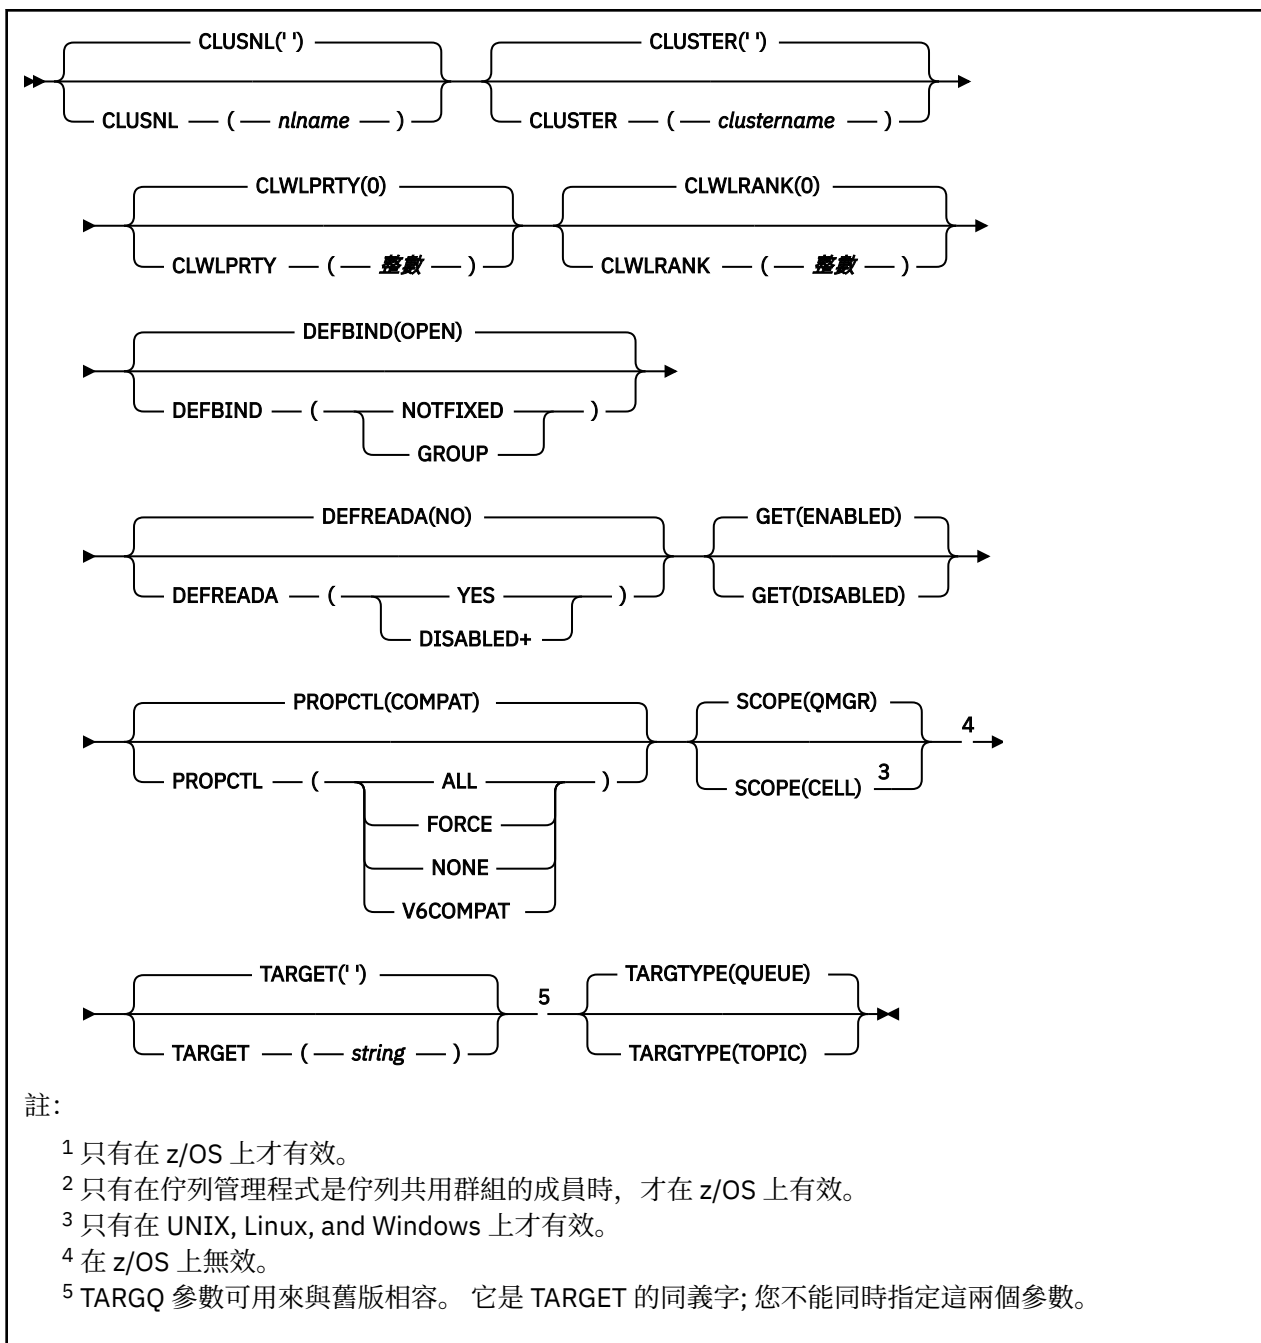 CLUSNL(' ') CLUSTER(' ')
CLUSNL ( nlname ) CLUSTER ( clustername )
CLWLPRTY(0) CLWLRANK(0)
CLWLPRTY ( 整數 ) CLWLRANK ( 整數 )
DEFBIND(OPEN)
DEFBIND ( NOTFIXED )
GROUP
DEFREADA(NO) GET(ENABLED)
DEFREADA ( YES ) GET(DISABLED)
DISABLED+
PROPCTL(COMPAT) SCOPE(QMGR) 4
PROPCTL ( ALL ) SCOPE(CELL) 3
FORCE
NONE
V6COMPAT
TARGET(' ') 5 TARGTYPE(QUEUE)
TARGET ( string ) TARGTYPE(TOPIC)
註:
1 只有在 z/OS 上才有效。
2 只有在佇列管理程式是佇列共用群組的成員時，才在 z/OS 上有效。
3 只有在 UNIX, Linux, and Windows 上才有效。
4 在 z/OS 上無效。
5 TARGQ 參數可用來與舊版相容。 它是 TARGET 的同義字; 您不能同時指定這兩個參數。